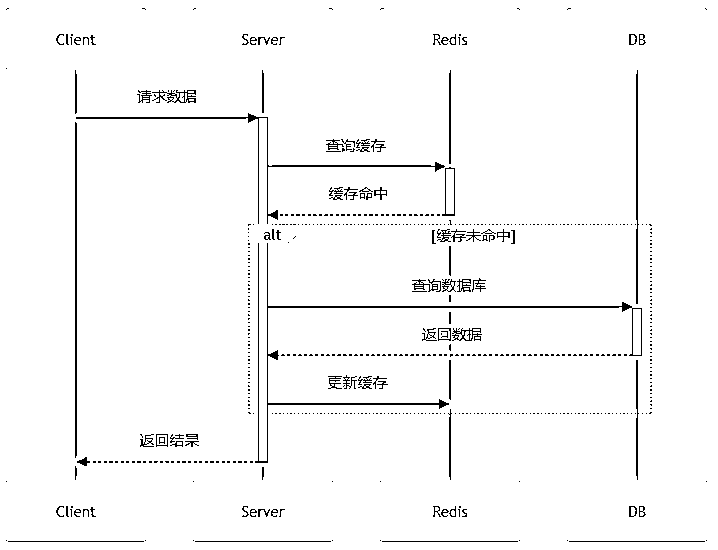 Client Server Redis DB
请求数据
查询缓存
缓存命中
alt [缓存未命中]
查询数据库
返回数据
更新缓存
返回结果
Client Server Redis DB